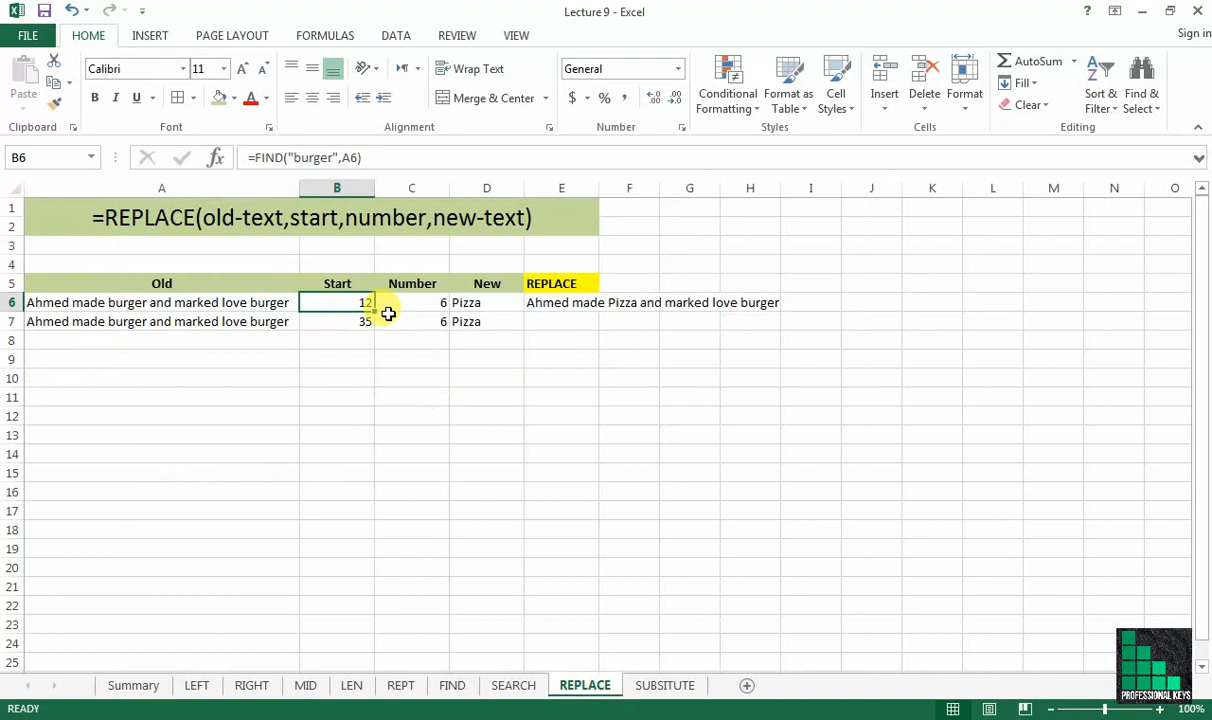 Lecture 9 - Excel
?
FILE HOME INSERT PAGE LAYOUT FORMULAS DATA REVIEW VIEW Sign in
Paste
Calibri 11
B I U
Clipboard
Font
Wrap Text
Merge & Center
Alignment
General
$ % ,
Number
Conditional Formatting
Format as Table
Cell Styles
Styles
Insert Delete Format
Cells
AutoSum
Fill
Clear
Sort & Filter
Find & Select
Editing
B6 fx =FIND("burger",A6)
A B C D E F G H I J K L M N O
1 =REPLACE(old-text,start,number,new-text)
2
3
4
5 Old Start Number New REPLACE
6 Ahmed made burger and marked love burger 12 6 Pizza Ahmed made Pizza and marked love burger
7 Ahmed made burger and marked love burger 35 6 Pizza
8
9
10
11
12
13
14
15
16
17
18
19
20
21
22
23
24
25
PROFESSIONAL KEYS
Summary LEFT RIGHT MID LEN REPT FIND SEARCH REPLACE SUBSTITUTE
READY 100%